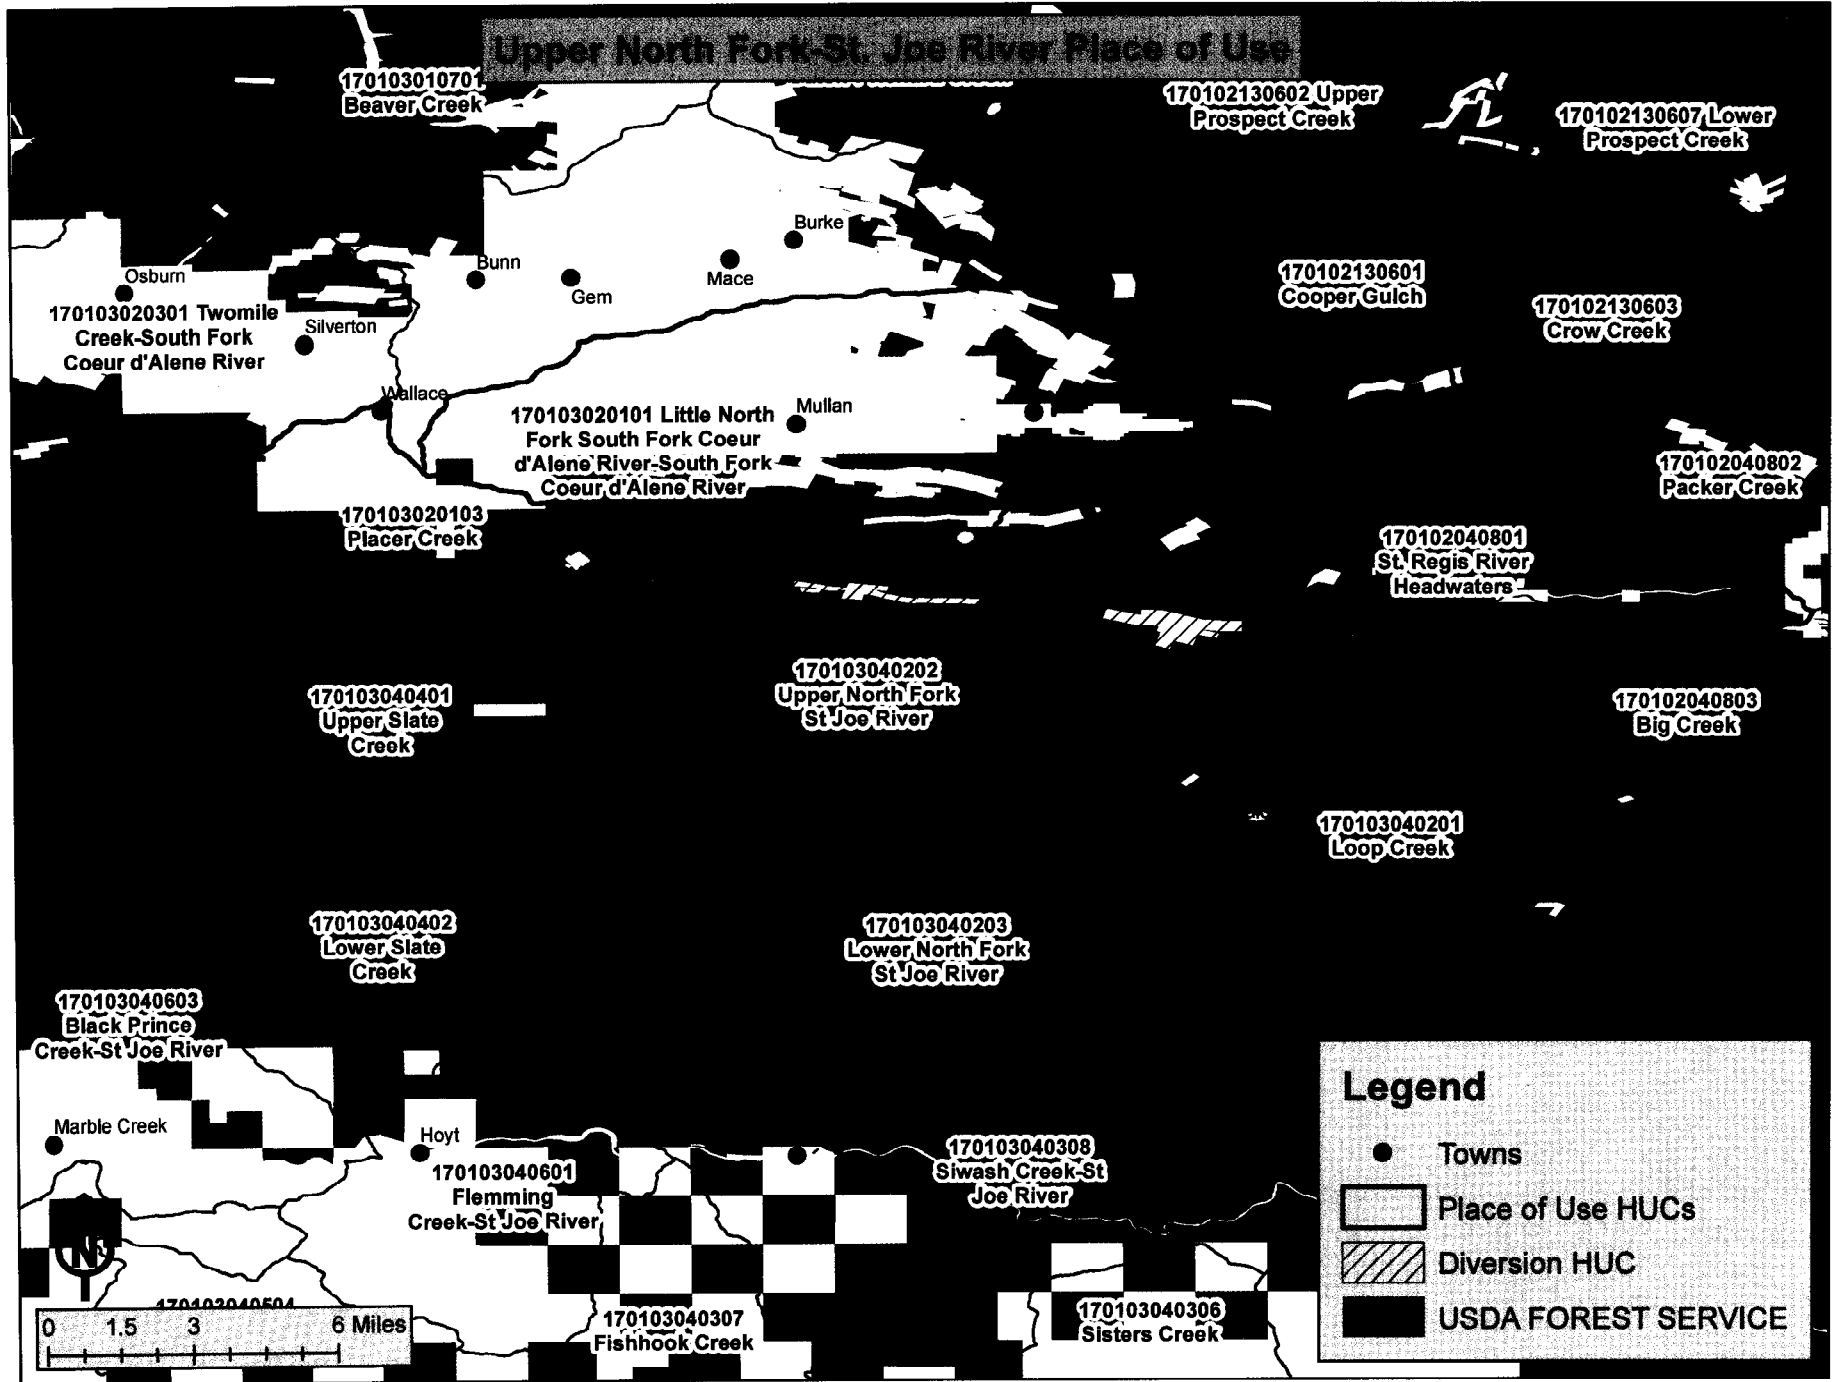 Upper North Fork-St. Joe River Place of Use
170103010701
Beaver Creek
170102130602 Upper
Prospect Creek
170102130607 Lower
Prospect Creek
Burke
Bunn
Mace
Gem
Osburn
170103020301 Twomile
Creek-South Fork
Coeur d'Alene River
Silverton
170102130601
Cooper Gulch
170102130603
Crow Creek
Wallace
Mullan
170103020101 Little North
Fork South Fork Coeur
d'Alene River-South Fork
Coeur d'Alene River
170102040802
Packer Creek
170103020103
Placer Creek
170102040801
St. Regis River
Headwaters
170103040401
Upper Slate
Creek
170103040202
Upper North Fork
St Joe River
170102040803
Big Creek
170103040201
Loop Creek
170103040402
Lower Slate
Creek
170103040203
Lower North Fork
St Joe River
170103040603
Black Prince
Creek-St Joe River
Marble Creek
Hoyt
170103040601
Flemming
Creek-St Joe River
170103040308
Siwash Creek-St
Joe River
N
170103040504
170103040307
Fishhook Creek
170103040306
Sisters Creek
0 1.5 3 6 Miles
Legend
Towns
Place of Use HUCs
Diversion HUC
USDA FOREST SERVICE